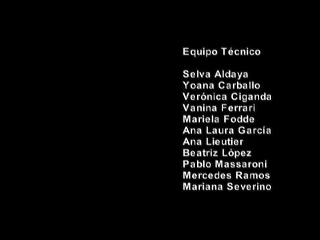 Equipo Técnico
Selva Aldaya
Yoana Carballo
Verónica Ciganda
Vanina Ferrari
Mariela Fodde
Ana Laura García
Ana Lieutier
Beatriz López
Pablo Massaroni
Mercedes Ramos
Mariana Severino